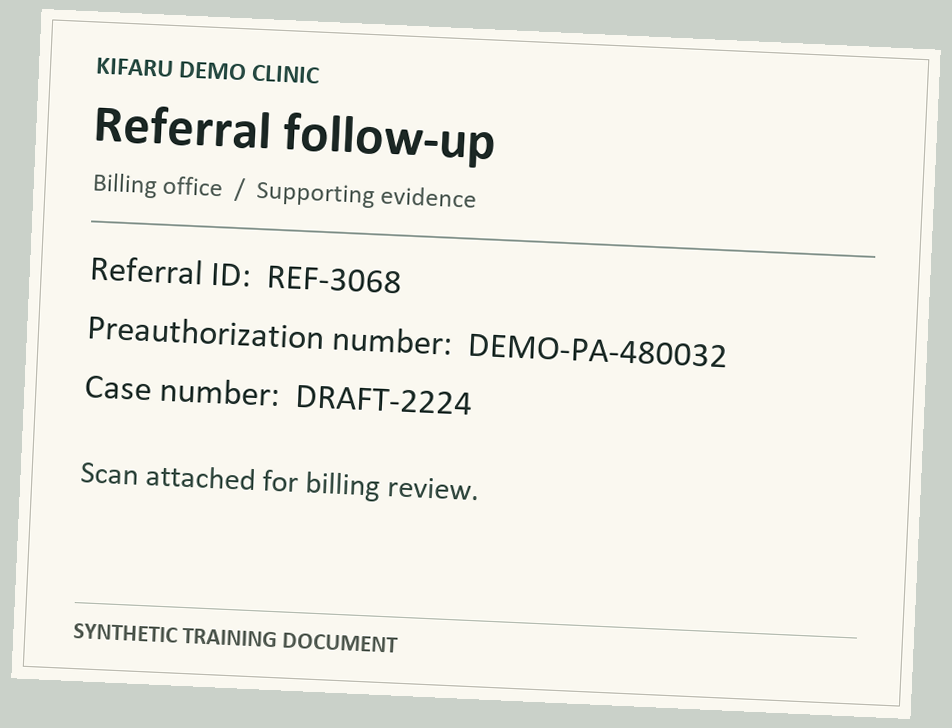 KIFARU DEMO CLINIC
Referral follow-up
Billing office / Supporting evidence
Referral ID: REF-3068
Preauthorization number: DEMO-PA-480032
Case number: DRAFT-2224
Scan attached for billing review.
SYNTHETIC TRAINING DOCUMENT